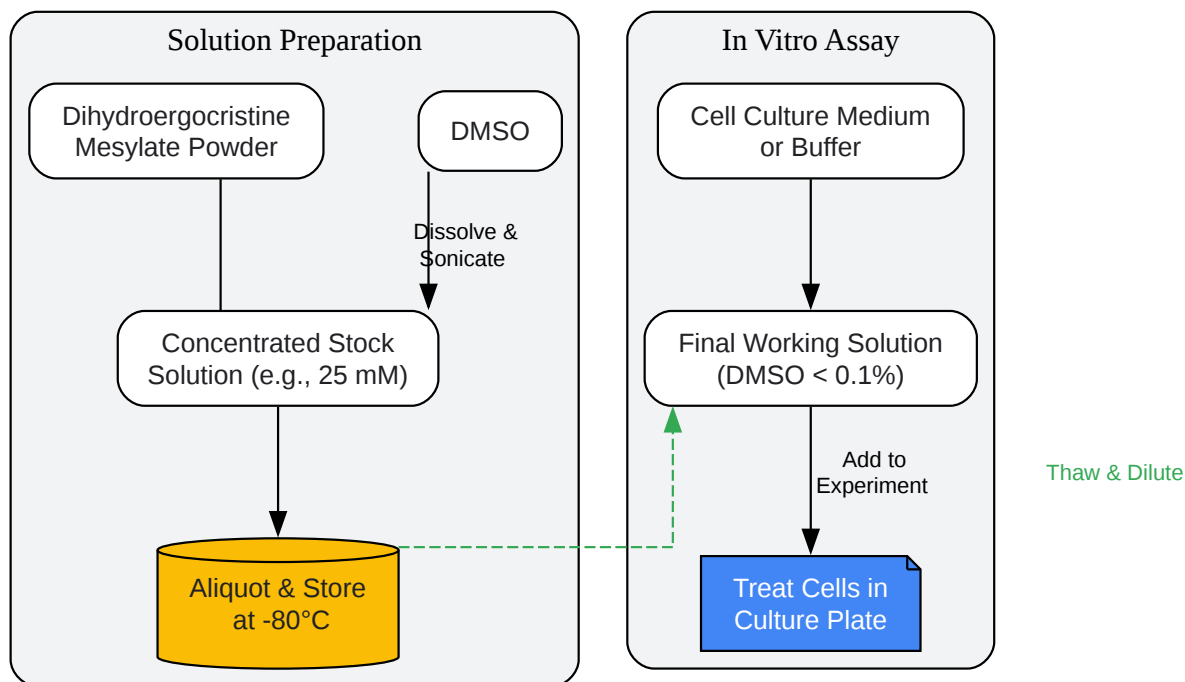 Solution Preparation
Dihydroergocristine
Mesylate Powder
DMSO
Dissolve &
Sonicate
Concentrated Stock
Solution (e.g., 25 mM)
Aliquot & Store
at -80°C
In Vitro Assay
Cell Culture Medium
or Buffer
Final Working Solution
(DMSO < 0.1%)
Add to
Experiment
Treat Cells in
Culture Plate
Thaw & Dilute